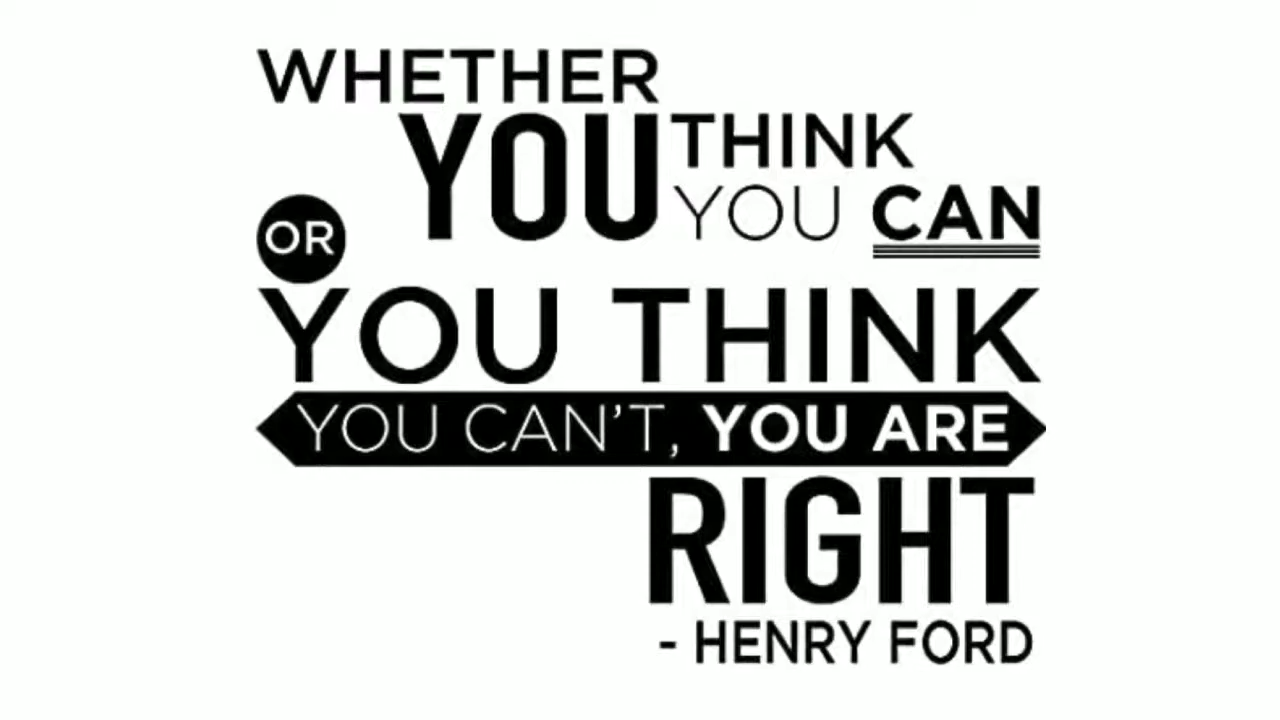 WHETHER
YOU THINK
YOU CAN
OR
YOU THINK
YOU CAN'T, YOU ARE
RIGHT
- HENRY FORD